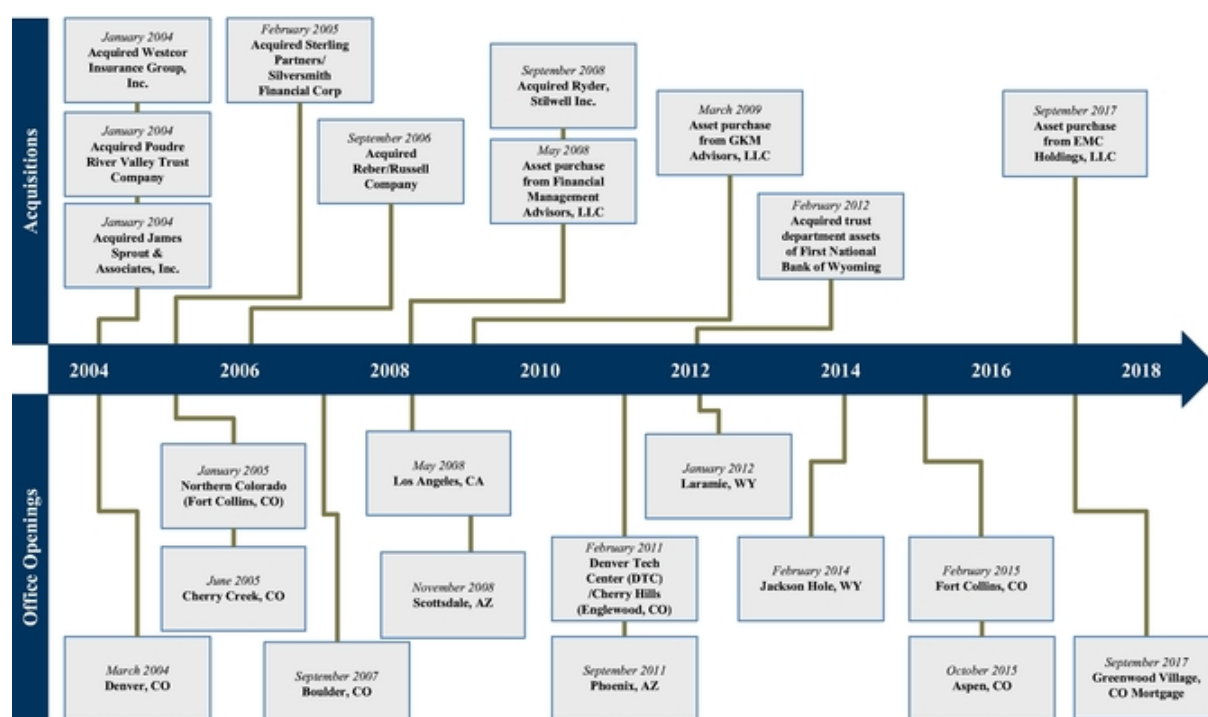 Acquisitions
January 2004
Acquired Westcor
Insurance Group,
Inc.
January 2004
Acquired Poudre
River Valley Trust
Company
January 2004
Acquired James
Sprout &
Associates, Inc.
February 2005
Acquired Sterling
Partners/
Silversmith
Financial Corp
September 2006
Acquired
Reber/Russell
Company
September 2008
Acquired Ryder,
Stilwell Inc.
May 2008
Asset purchase
from Financial
Management
Advisors, LLC
March 2009
Asset purchase
from GKM
Advisors, LLC
February 2012
Acquired trust
department assets
of First National
Bank of Wyoming
September 2017
Asset purchase
from EMC
Holdings, LLC
2004 2006 2008 2010 2012 2014 2016 2018
Office Openings
March 2004
Denver, CO
January 2005
Northern Colorado
(Fort Collins, CO)
June 2005
Cherry Creek, CO
September 2007
Boulder, CO
May 2008
Los Angeles, CA
November 2008
Scottsdale, AZ
February 2011
Denver Tech
Center (DTC)
/Cherry Hills
(Englewood, CO)
September 2011
Phoenix, AZ
January 2012
Laramie, WY
February 2014
Jackson Hole, WY
February 2015
Fort Collins, CO
October 2015
Aspen, CO
September 2017
Greenwood Village,
CO Mortgage